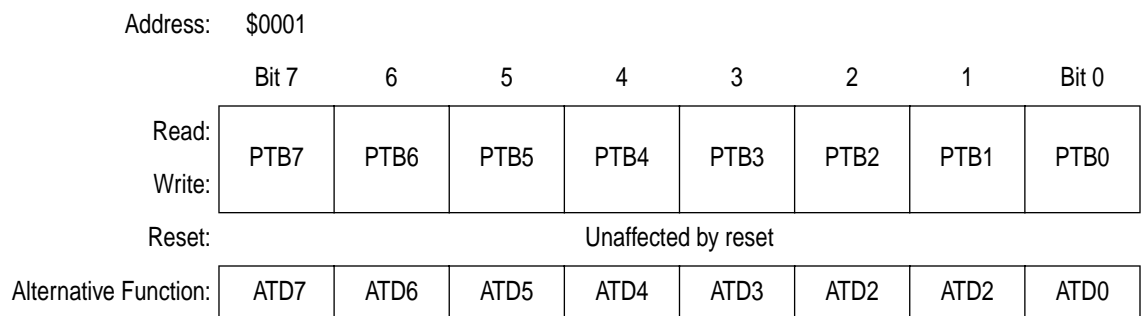 Address: $0001
Bit 7 6 5 4 3 2 1 Bit 0
Read:
PTB7 PTB6 PTB5 PTB4 PTB3 PTB2 PTB1 PTB0
Write:
Reset: Unaffected by reset
Alternative Function: ATD7 ATD6 ATD5 ATD4 ATD3 ATD2 ATD2 ATD0